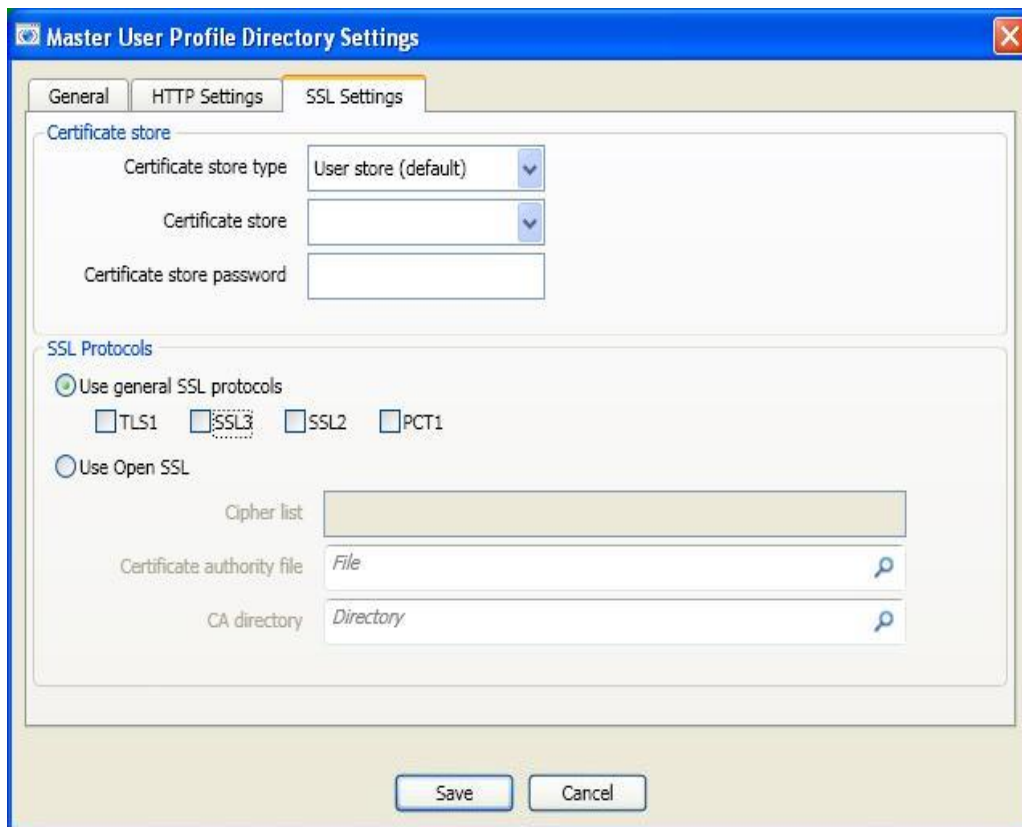 Master User Profile Directory Settings
General HTTP Settings SSL Settings
Certificate store
Certificate store type User store (default)
Certificate store
Certificate store password
SSL Protocols
Use general SSL protocols
TLS1 SSL3 SSL2 PCT1
Use Open SSL
Cipher list
Certificate authority file File
CA directory Directory
Save Cancel